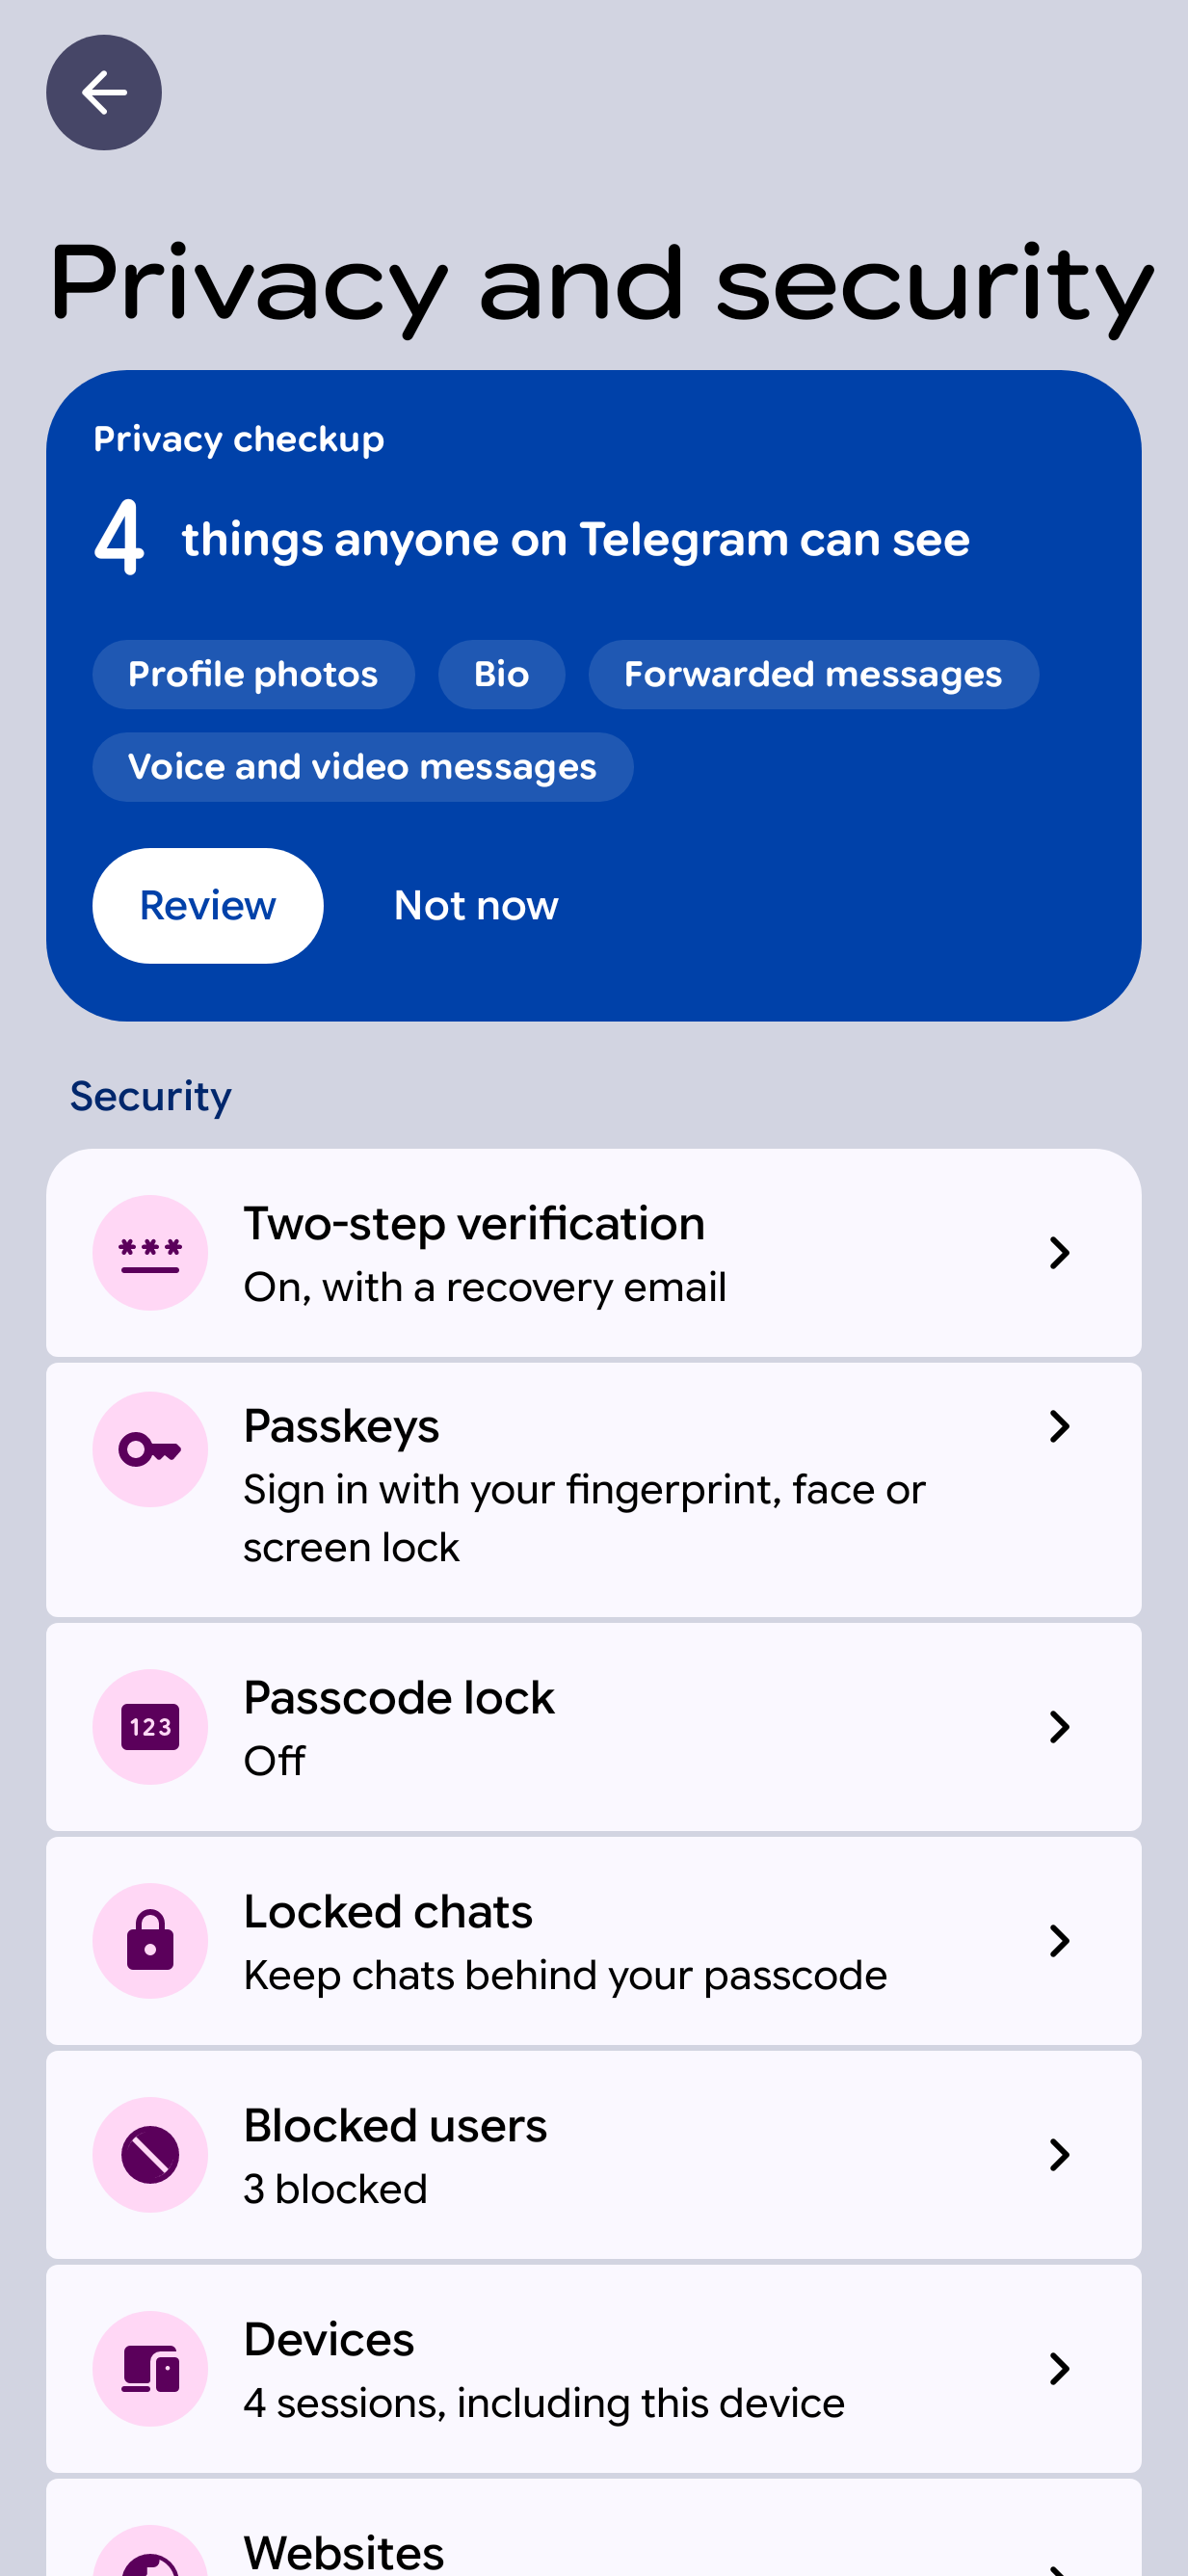 Privacy and security
Privacy checkup
4 things anyone on Telegram can see
Profile photos Bio Forwarded messages
Voice and video messages
Review Not now
Security
***
Two-step verification
On, with a recovery email
Passkeys
Sign in with your fingerprint, face or
screen lock
123
Passcode lock
Off
Locked chats
Keep chats behind your passcode
Blocked users
3 blocked
Devices
4 sessions, including this device
Websites